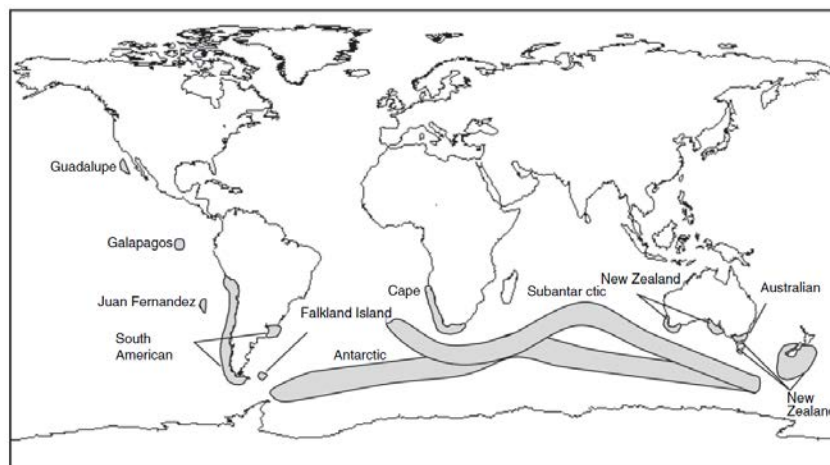 Guadalupe
Galapagos
Juan Fernandez
South
American
Falkland Island
Antarctic
Cape
Subantar ctic
New Zealand
Australian
New
Zealand